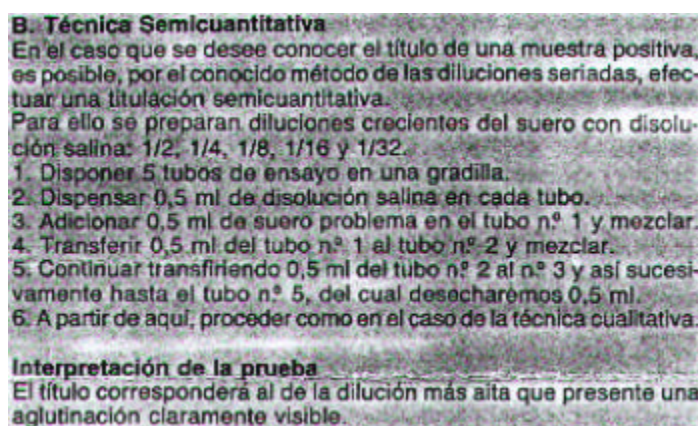 B. Técnica Semicuantitativa
En el caso que se desee conocer el título de una muestra positiva,
es posible, por el conocido método de las diluciones seriadas, efec-
tuar una titulación semicuantitativa.
Para ello se preparan diluciones crecientes del suero con disolu-
ción salina: 1/2, 1/4, 1/8, 1/16 y 1/32.
1. Disponer 5 tubos de ensayo en una gradilla.
2. Dispensar 0,5 ml de disolución salina en cada tubo.
3. Adicionar 0,5 ml de suero problema en el tubo n.º 1 y mezclar.
4. Transferir 0,5 ml del tubo n.º 1 al tubo n.º 2 y mezclar.
5. Continuar transfiriendo 0,5 ml del tubo n.º 2 al n.º 3 y así sucesi-
vamente hasta el tubo n.º 5, del cual desecharemos 0,5 ml.
6. A partir de aquí, proceder como en el caso de la técnica cualitativa.
Interpretación de la prueba
El título corresponderá al de la dilución más alta que presente una
aglutinación claramente visible.